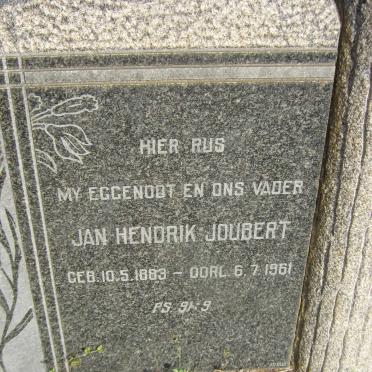 HIER RUS
MY EGGENOOT EN ONS VADER
JAN HENDRIK JOUBERT
GEB. 10.5.1883 - OORL. 6.7.1961
PS. 91-9